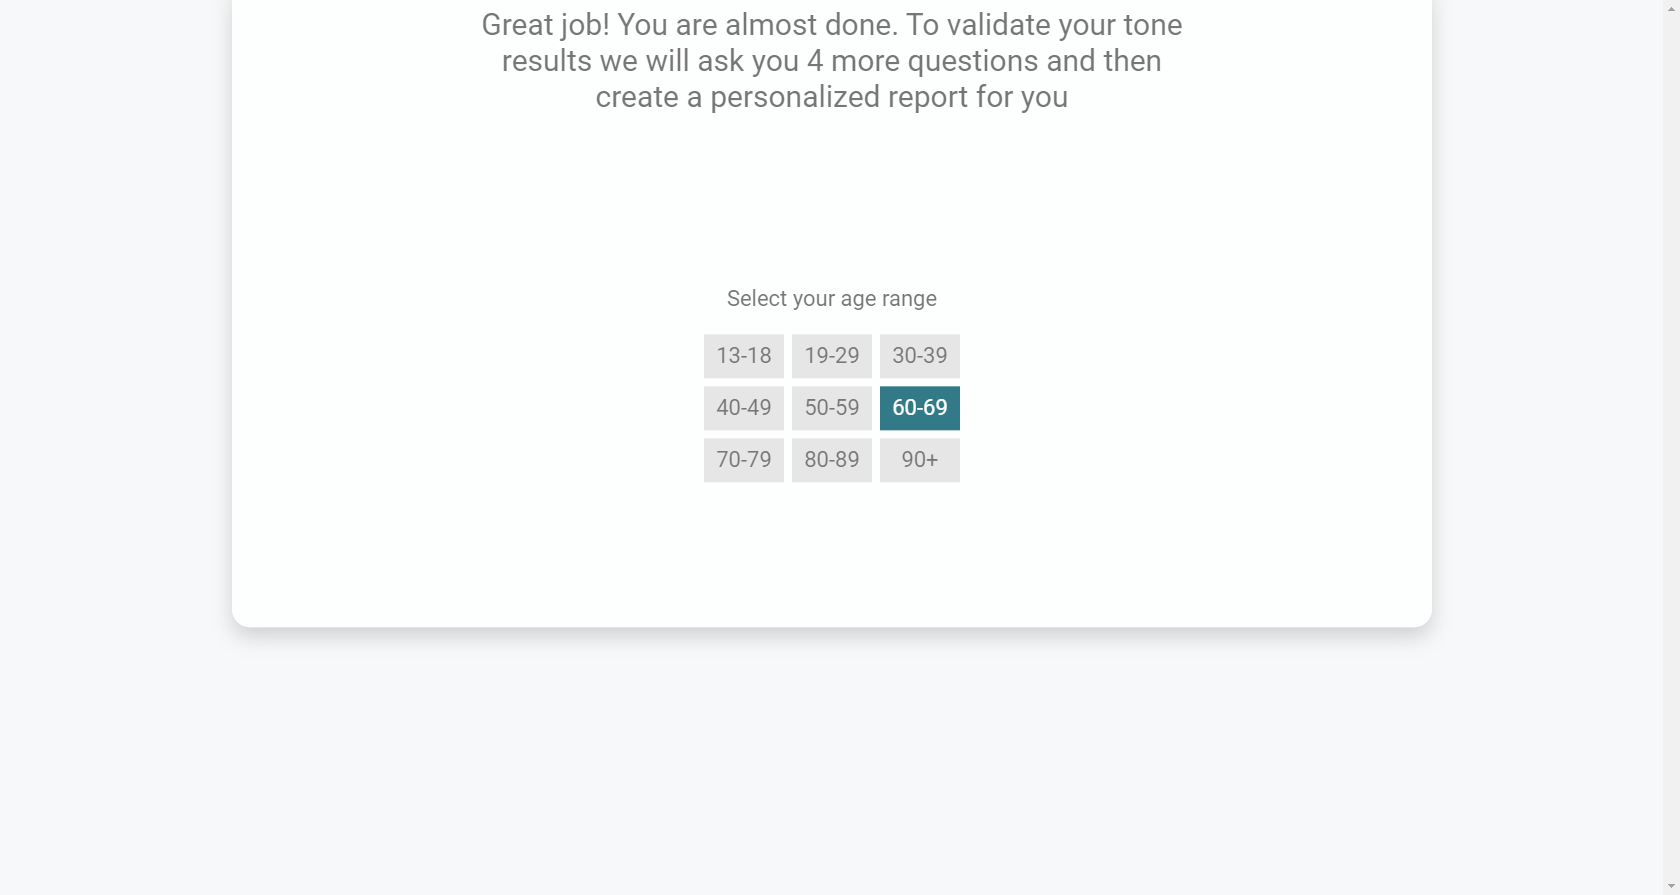 Great job! You are almost done. To validate your tone
results we will ask you 4 more questions and then
create a personalized report for you
Select your age range
13-18 19-29 30-39
40-49 50-59 60-69
70-79 80-89 90+